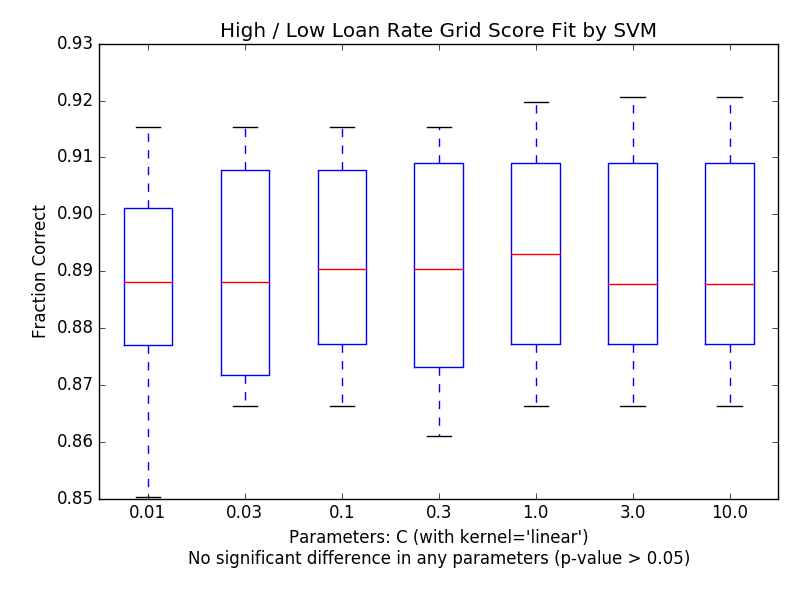 High / Low Loan Rate Grid Score Fit by SVM
Fraction Correct
0.93
0.92
0.91
0.90
0.89
0.88
0.87
0.86
0.85
0.01 0.03 0.1 0.3 1.0 3.0 10.0
Parameters: C (with kernel='linear')
No significant difference in any parameters (p-value > 0.05)